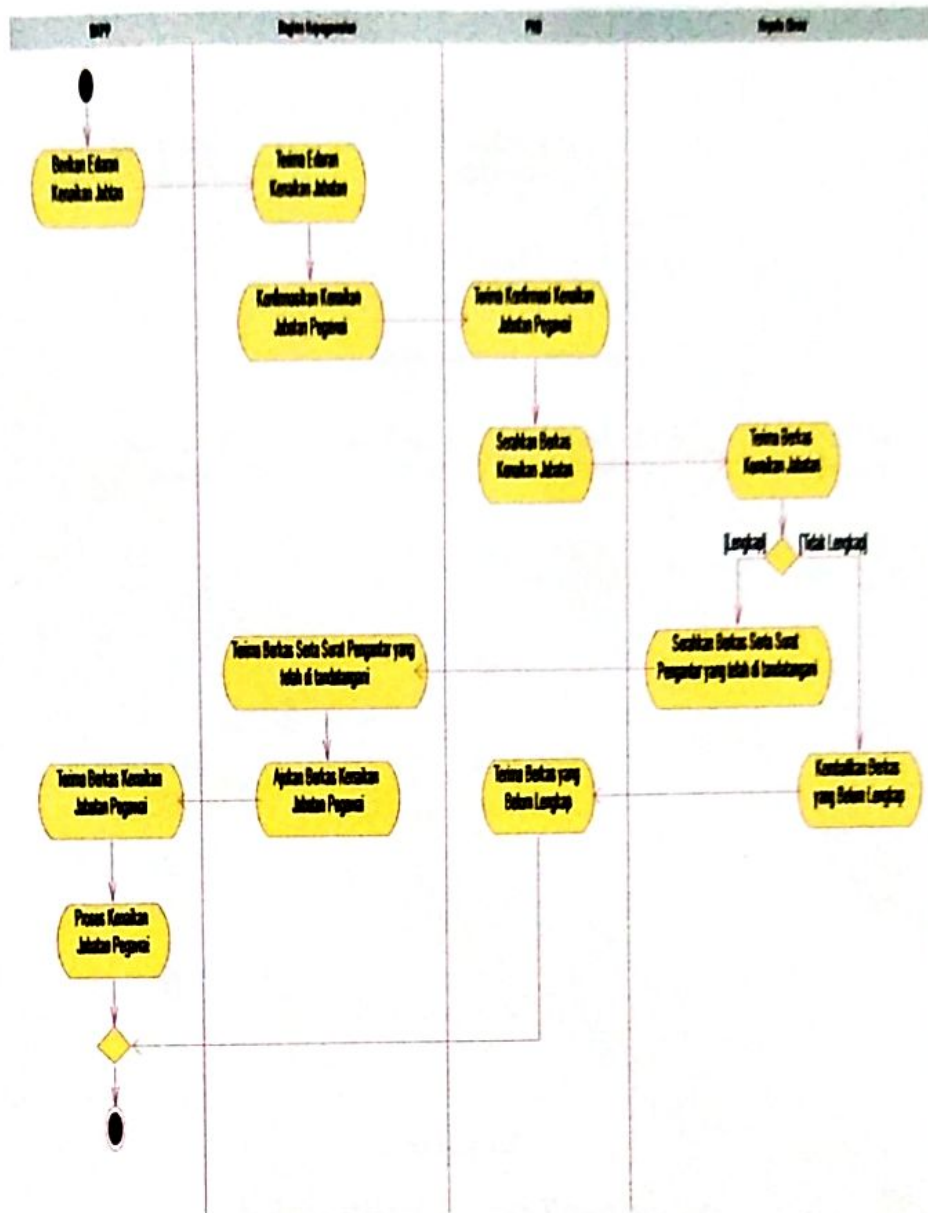 Berikan Edaran
Kenaikan Jabtan
Terima Edaran
Kenaikan Jabatan
Konfirmasikan Kenaikan
Jabatan Pegawai
Terima Konfirmasi Kenaikan
Jabatan Pegawai
Serahkan Berkas
Kenaikan Jabatan
Terima Berkas
Kenaikan Jabatan
[Lengkap]
[Tidak Lengkap]
Serahkan Berkas Serta Surat
Pengantar yang telah di tandatangani
Terima Berkas Serta Surat Pengantar yang
telah di tandatangani
Kembalikan Berkas
yang Belum Lengkap
Terima Berkas yang
Belum Lengkap
Ajukan Berkas Kenaikan
Jabatan Pegawai
Terima Berkas Kenaikan
Jabatan Pegawai
Proses Kenaikan
Jabatan Pegawai